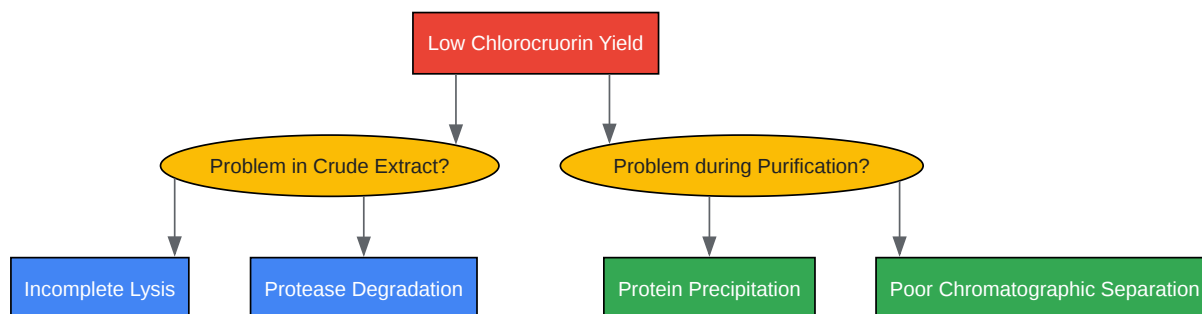 Low Chlorocruorin Yield
Problem in Crude Extract?
Problem during Purification?
Incomplete Lysis
Protease Degradation
Protein Precipitation
Poor Chromatographic Separation